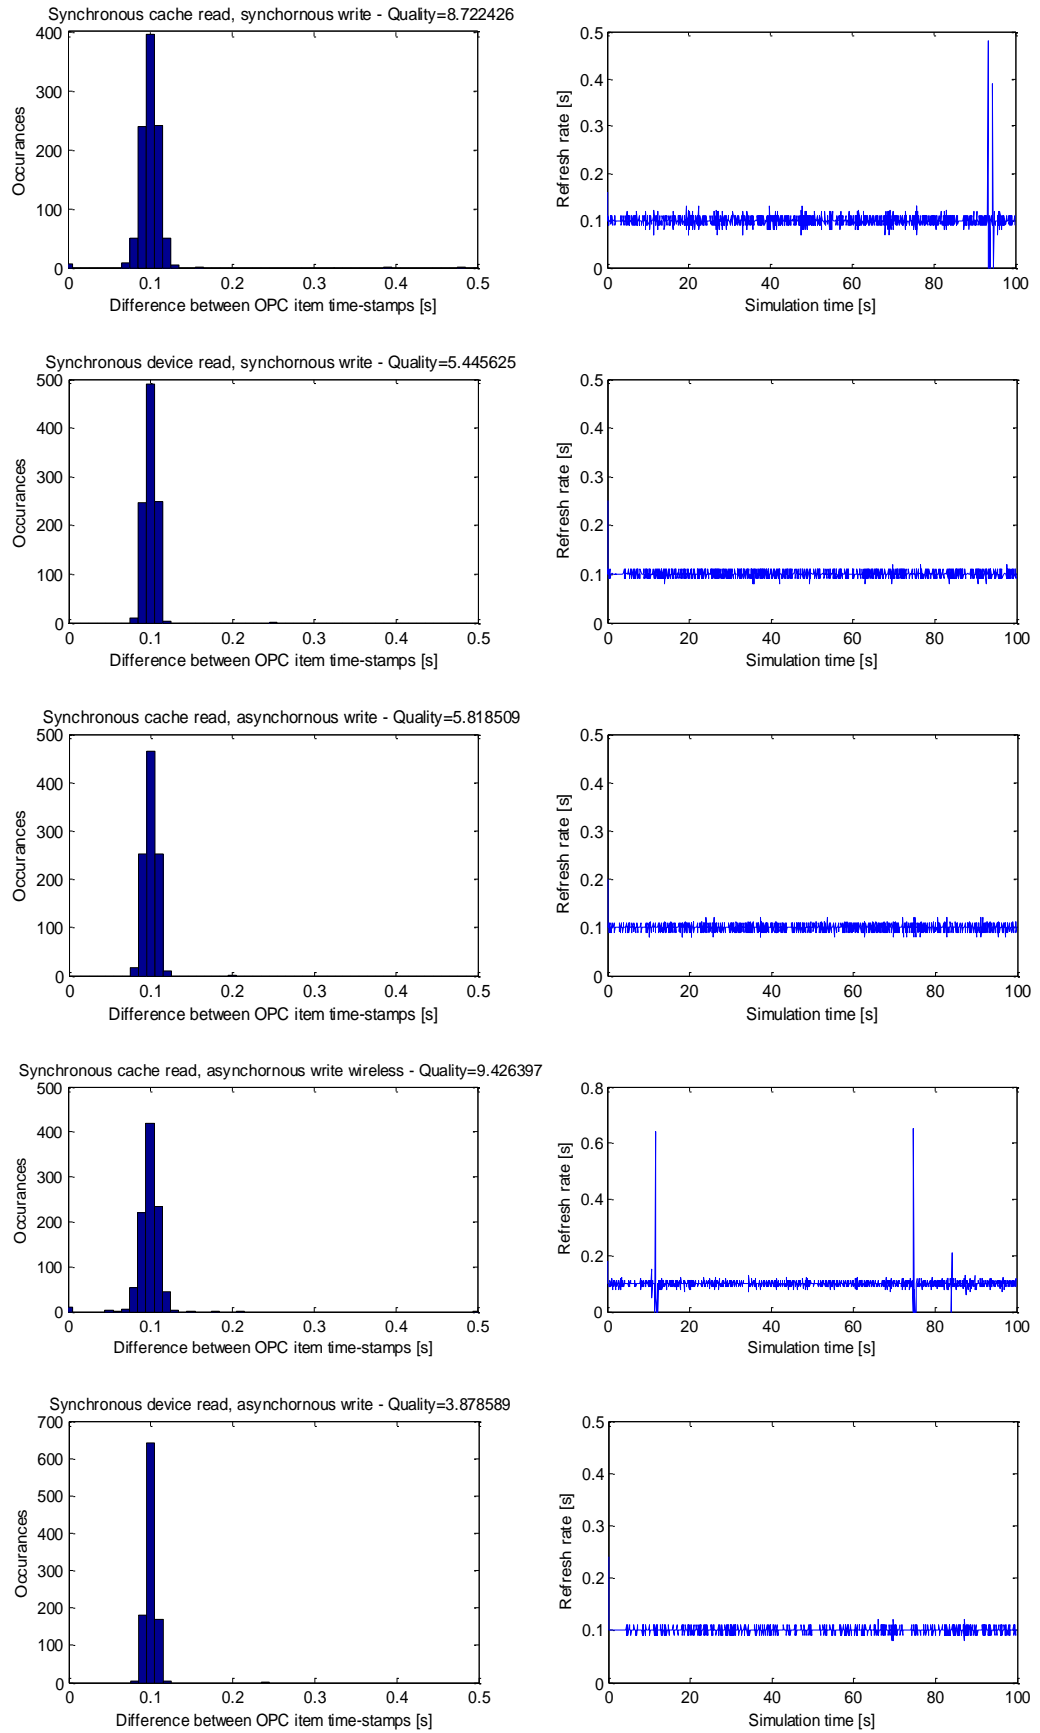 Synchronous cache read, synchornous write - Quality=8.722426
400
300
200
100
0
Occurances
0 0.1 0.2 0.3 0.4 0.5
Difference between OPC item time-stamps [s]
0.5
0.4
0.3
0.2
0.1
0
Refresh rate [s]
0 20 40 60 80 100
Simulation time [s]
Synchronous device read, synchornous write - Quality=5.445625
500
400
300
200
100
0
Occurances
0 0.1 0.2 0.3 0.4 0.5
Difference between OPC item time-stamps [s]
0.5
0.4
0.3
0.2
0.1
0
Refresh rate [s]
0 20 40 60 80 100
Simulation time [s]
Synchronous cache read, asynchornous write - Quality=5.818509
500
400
300
200
100
0
Occurances
0 0.1 0.2 0.3 0.4 0.5
Difference between OPC item time-stamps [s]
0.5
0.4
0.3
0.2
0.1
0
Refresh rate [s]
0 20 40 60 80 100
Simulation time [s]
Synchronous cache read, asynchornous write wireless - Quality=9.426397
500
400
300
200
100
0
Occurances
0 0.1 0.2 0.3 0.4 0.5
Difference between OPC item time-stamps [s]
0.8
0.6
0.4
0.2
0
Refresh rate [s]
0 20 40 60 80 100
Simulation time [s]
Synchronous device read, asynchornous write - Quality=3.878589
700
600
500
400
300
200
100
0
Occurances
0 0.1 0.2 0.3 0.4 0.5
Difference between OPC item time-stamps [s]
0.5
0.4
0.3
0.2
0.1
0
Refresh rate [s]
0 20 40 60 80 100
Simulation time [s]